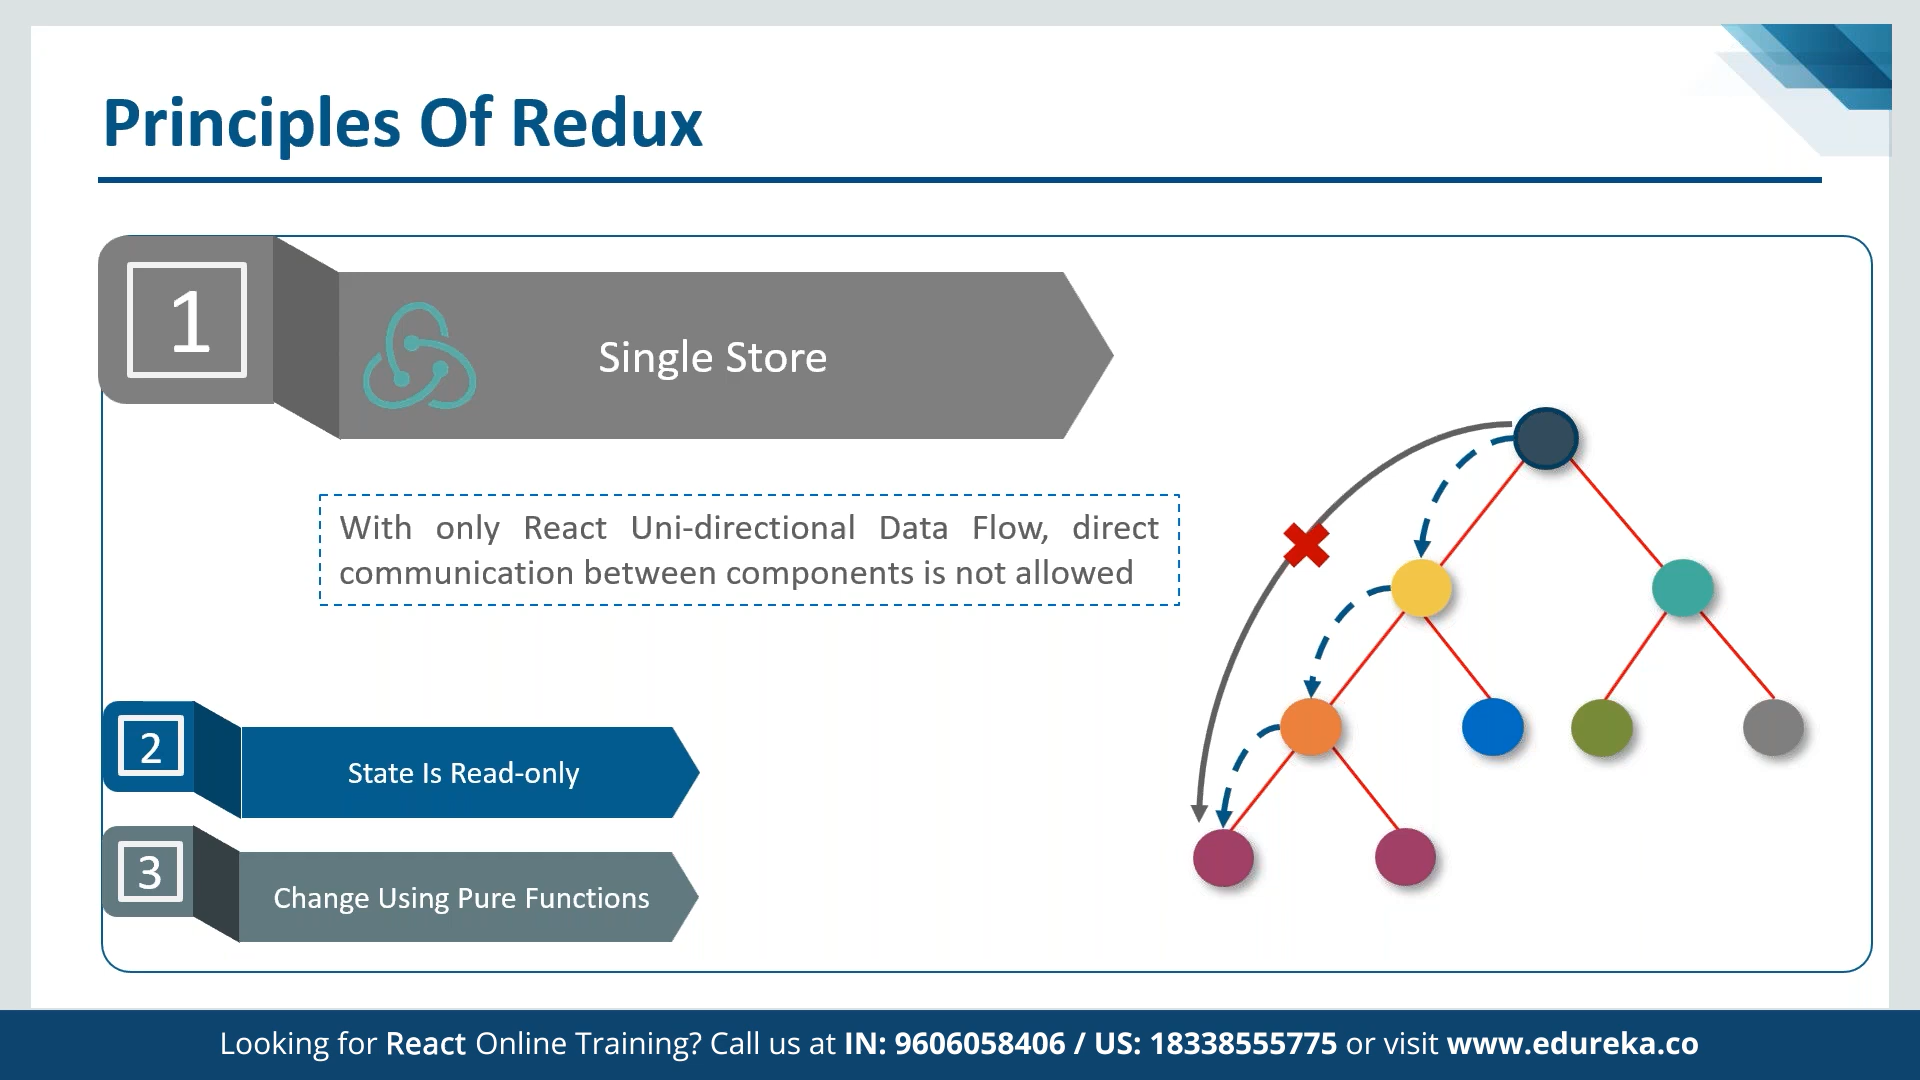 Principles Of Redux
1
Single Store
With only React Uni-directional Data Flow, direct
communication between components is not allowed
2
State Is Read-only
3
Change Using Pure Functions
Looking for React Online Training? Call us at IN: 9606058406 / US: 18338555775 or visit www.edureka.co